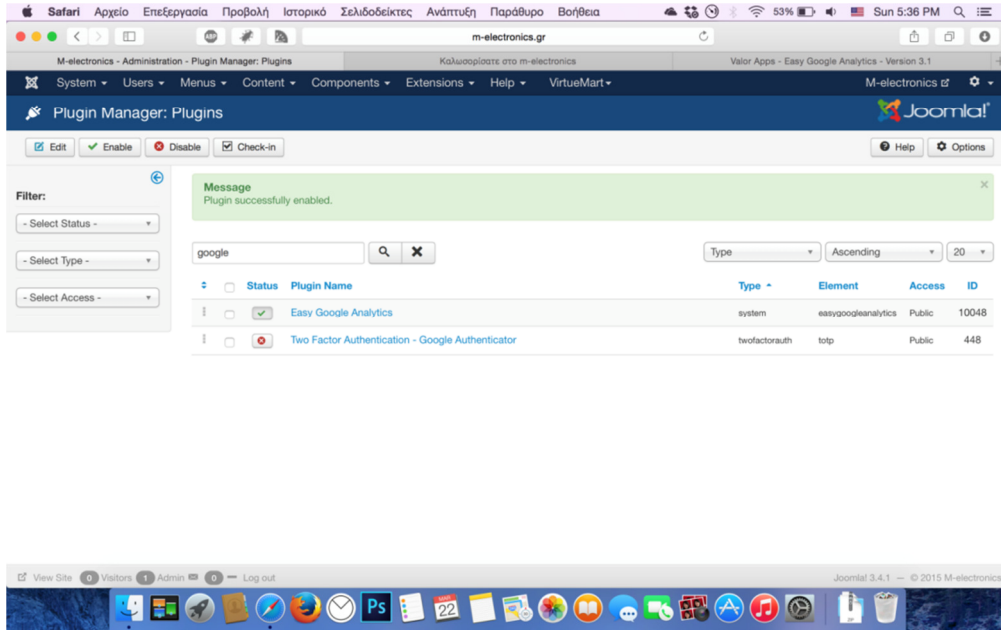 Safari Αρχείο Επεξεργασία Προβολή Ιστορικό Σελιδοδείκτες Ανάπτυξη Παράθυρο Βοήθεια 53% Sun 5:36 PM
ABP m-electronics.gr
M-electronics - Administration - Plugin Manager: Plugins Καλωσορίσατε στο m-electronics Valor Apps - Easy Google Analytics - Version 3.1
System Users Menus Content Components Extensions Help VirtueMart M-electronics
Plugin Manager: Plugins Joomla!
Edit Enable Disable Check-in Help Options
Filter:
Message
Plugin successfully enabled.
- Select Status -
- Select Type -
- Select Access -
google Type Ascending 20
Status Plugin Name Type Element Access ID
Easy Google Analytics system easygoogleanalytics Public 10048
Two Factor Authentication - Google Authenticator twofactorauth totp Public 448
View Site 0 Visitors 1 Admin 0 Log out Joomla! 3.4.1 — © 2015 M-electronics
Ps 22